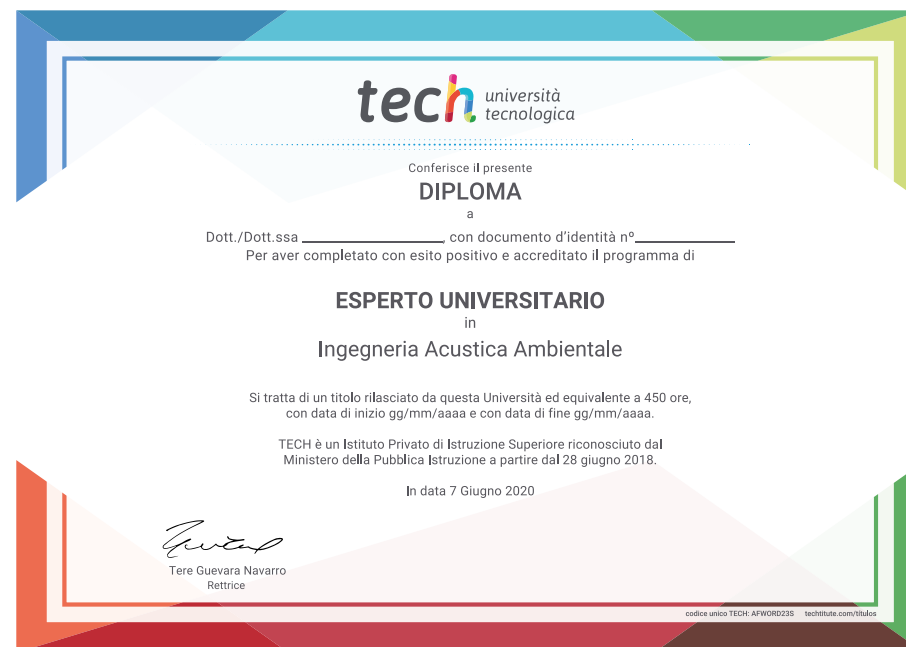 tech università
tecnologica
Conferisce il presente
DIPLOMA
a
Dott./Dott.ssa ____________, con documento d'identità nº____________
Per aver completato con esito positivo e accreditato il programma di
ESPERTO UNIVERSITARIO
in
Ingegneria Acustica Ambientale
Si tratta di un titolo rilasciato da questa Università ed equivalente a 450 ore,
con data di inizio gg/mm/aaaa e con data di fine gg/mm/aaaa.
TECH è un Istituto Privato di Istruzione Superiore riconosciuto dal
Ministero della Pubblica Istruzione a partire dal 28 giugno 2018.
In data 7 Giugno 2020
Tere Guevara Navarro
Rettrice
codice unico TECH: AFWORD23S techtitute.com/titulos